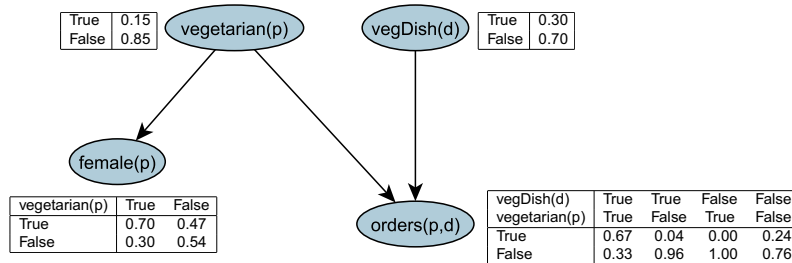 True 0.15
False 0.85
vegetarian(p)
vegDish(d)
True 0.30
False 0.70
female(p)
vegetarian(p) True False
True 0.70 0.47
False 0.30 0.54
orders(p,d)
vegDish(d) True True False False
vegetarian(p) True False True False
True 0.67 0.04 0.00 0.24
False 0.33 0.96 1.00 0.76